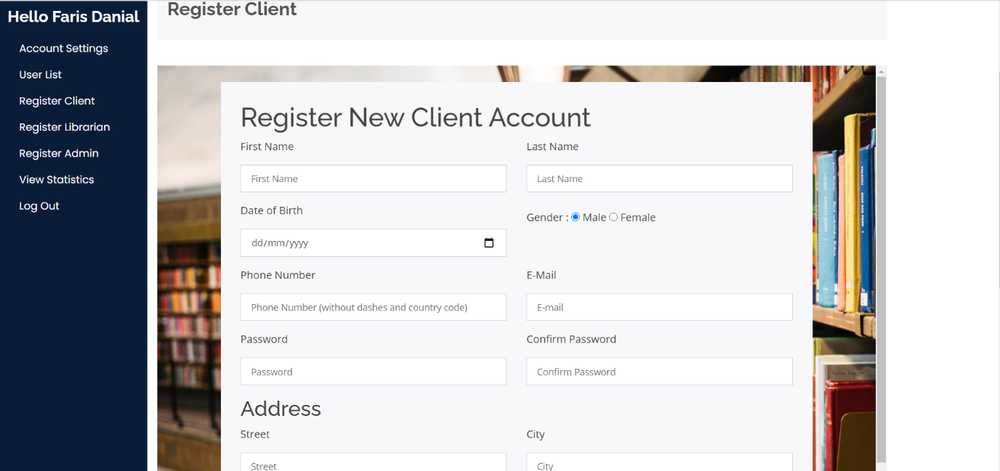 Hello Faris Danial
Account Settings
User List
Register Client
Register Librarian
Register Admin
View Statistics
Log Out
Register Client
Register New Client Account
First Name Last Name
First Name Last Name
Date of Birth
Gender : Male Female
dd/mm/yyyy
Phone Number E-Mail
Phone Number (without dashes and country code) E-mail
Password Confirm Password
Password Confirm Password
Address
Street City
Street City